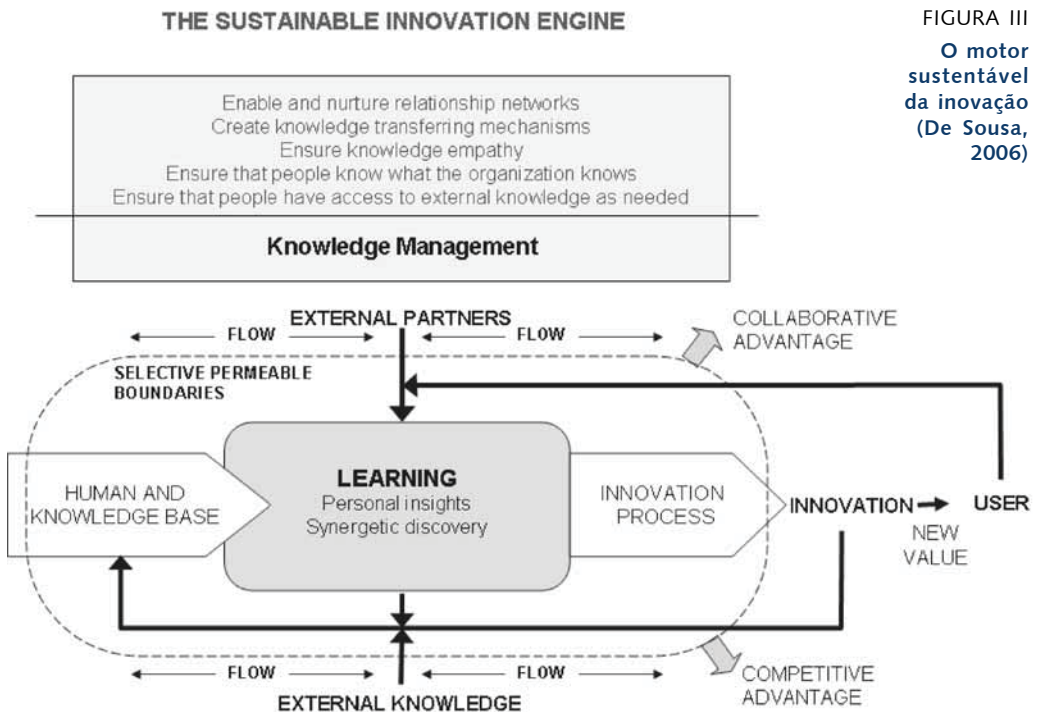 THE SUSTAINABLE INNOVATION ENGINE
FIGURA III
O motor
sustentável
da inovação
(De Sousa,
2006)
Enable and nurture relationship networks
Create knowledge transferring mechanisms
Ensure knowledge empathy
Ensure that people know what the organization knows
Ensure that people have access to external knowledge as needed
Knowledge Management
EXTERNAL PARTNERS
FLOW
FLOW
COLLABORATIVE
ADVANTAGE
SELECTIVE PERMEABLE
BOUNDARIES
HUMAN AND
KNOWLEDGE BASE
LEARNING
Personal insights
Synergetic discovery
INNOVATION
PROCESS
INNOVATION
NEW
VALUE
USER
FLOW
FLOW
EXTERNAL KNOWLEDGE
COMPETITIVE
ADVANTAGE